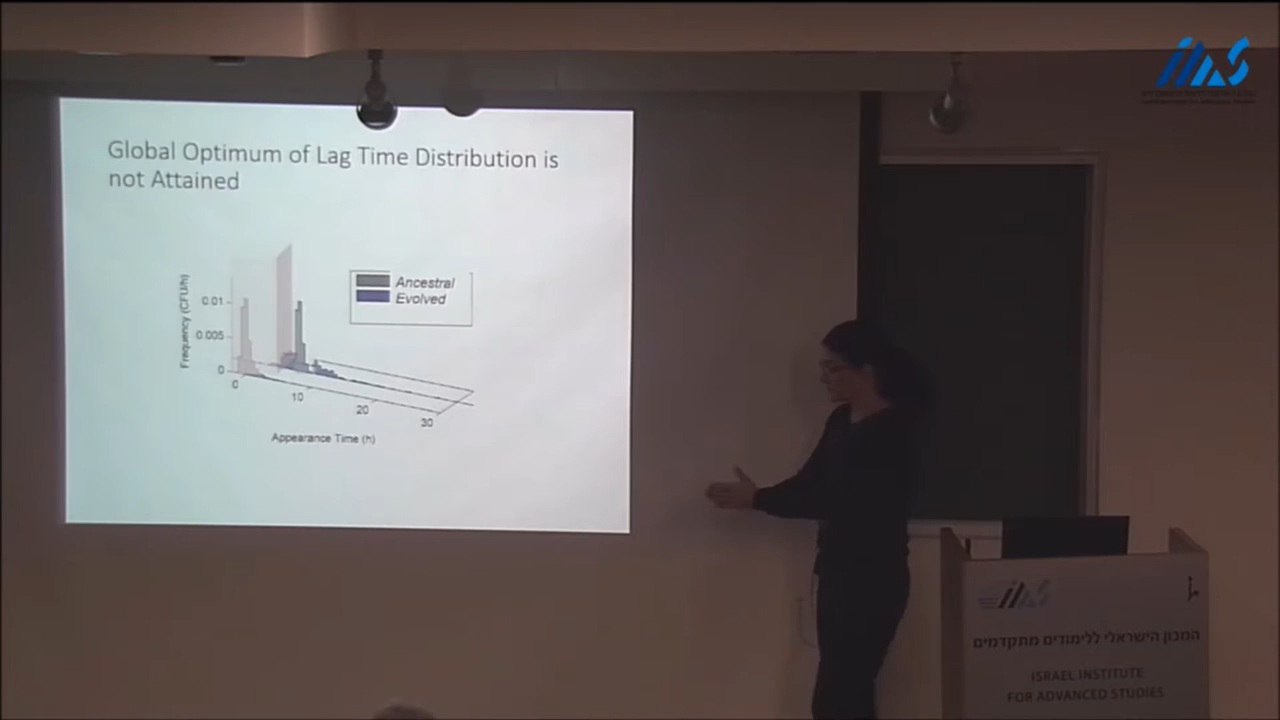 Global Optimum of Lag Time Distribution is
not Attained
Ancestral
Evolved
Frequency (CFU/h)
0.01
0.005
0
0
10
20
30
Appearance Time (h)
המכון הישראלי ללימודים מתקדמים
ISRAEL INSTITUTE
FOR ADVANCED STUDIES